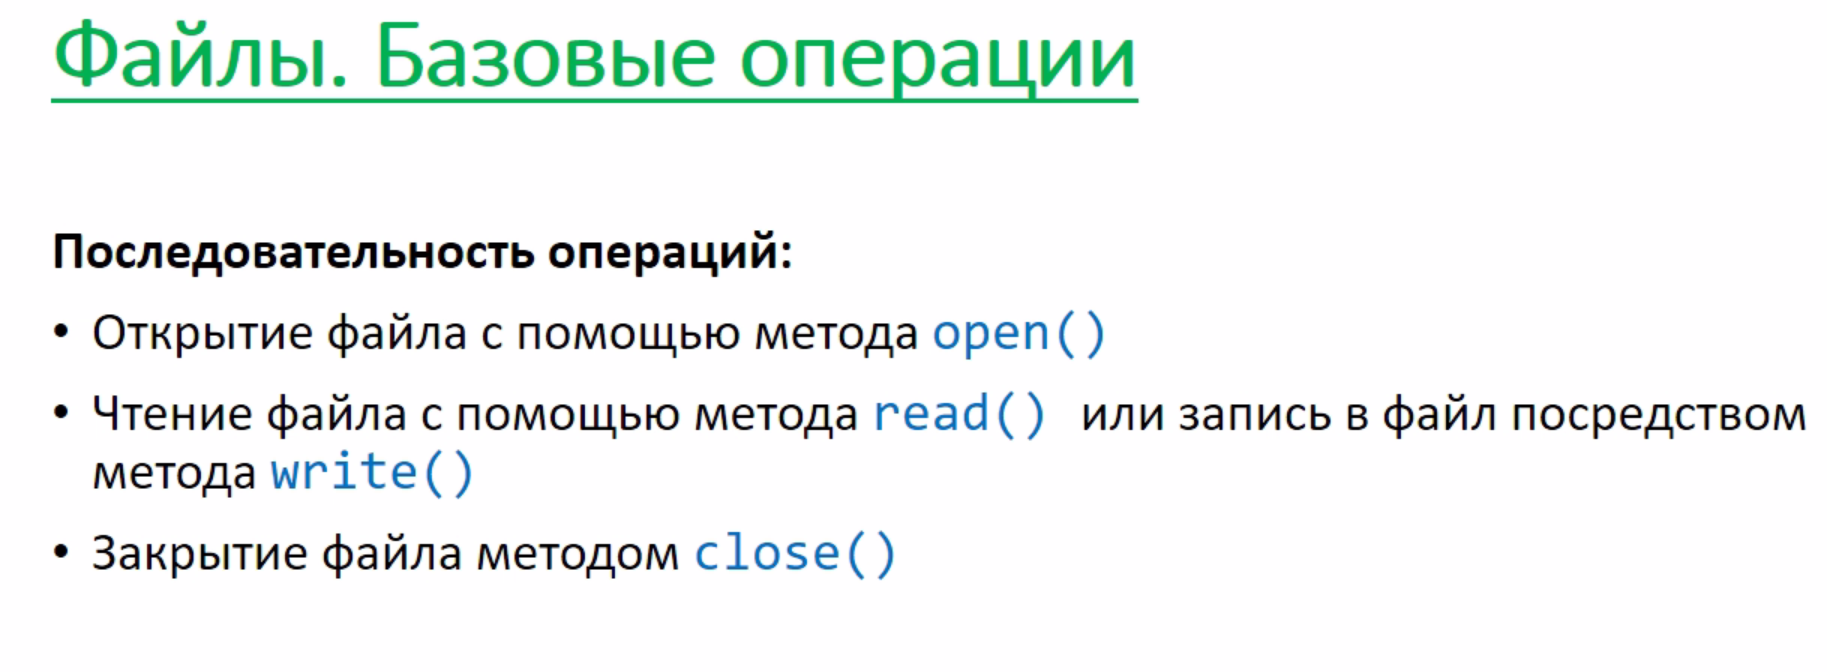 Файлы. Базовые операции
Последовательность операций:
• Открытие файла с помощью метода open()
• Чтение файла с помощью метода read() или запись в файл посредством
метода write()
• Закрытие файла методом close()